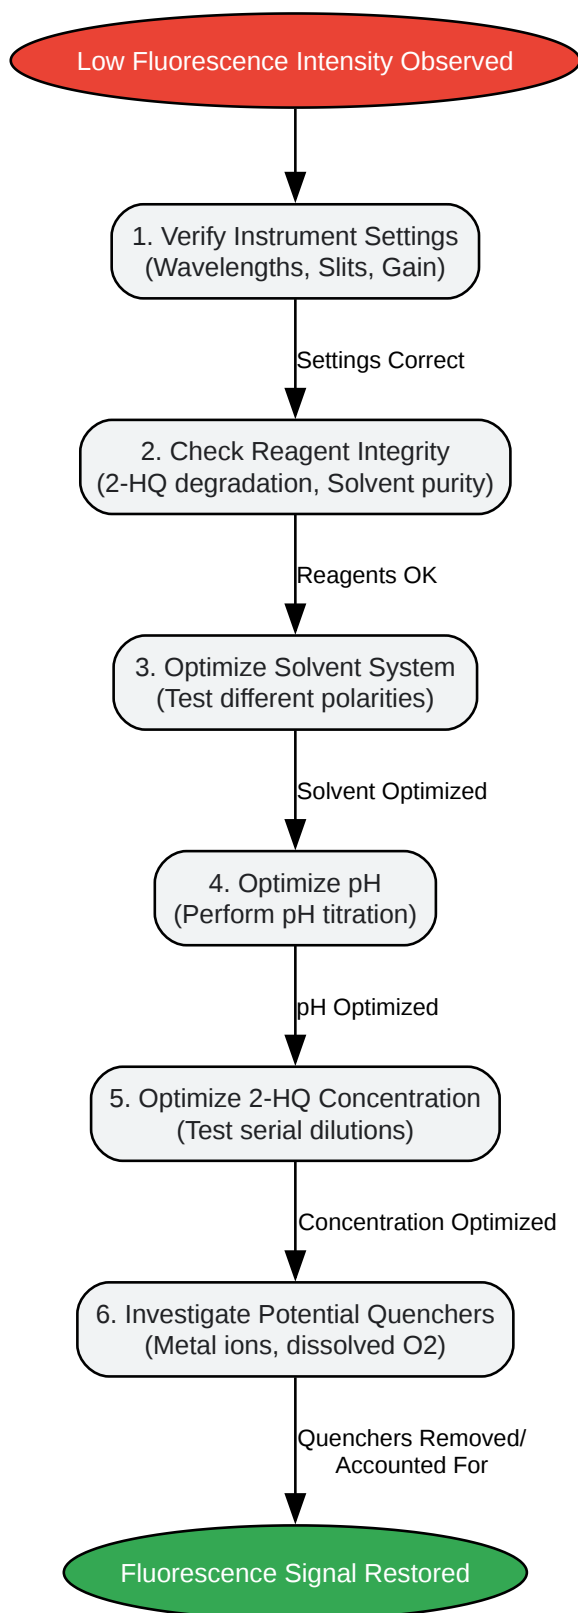 Low Fluorescence Intensity Observed
1. Verify Instrument Settings
(Wavelengths, Slits, Gain)
Settings Correct
2. Check Reagent Integrity
(2-HQ degradation, Solvent purity)
Reagents OK
3. Optimize Solvent System
(Test different polarities)
Solvent Optimized
4. Optimize pH
(Perform pH titration)
pH Optimized
5. Optimize 2-HQ Concentration
(Test serial dilutions)
Concentration Optimized
6. Investigate Potential Quenchers
(Metal ions, dissolved O2)
Quenchers Removed/
Accounted For
Fluorescence Signal Restored